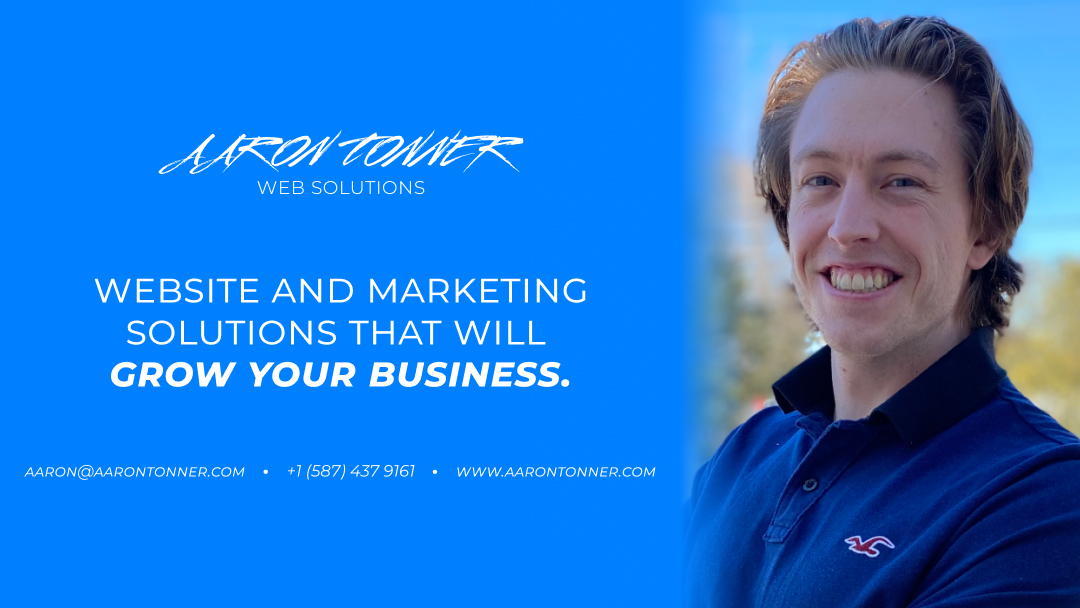 AARON TONNER
WEB SOLUTIONS
WEBSITE AND MARKETING
SOLUTIONS THAT WILL
GROW YOUR BUSINESS.
AARON@AARONTONNER.COM • +1 (587) 437 9161 • WWW.AARONTONNER.COM